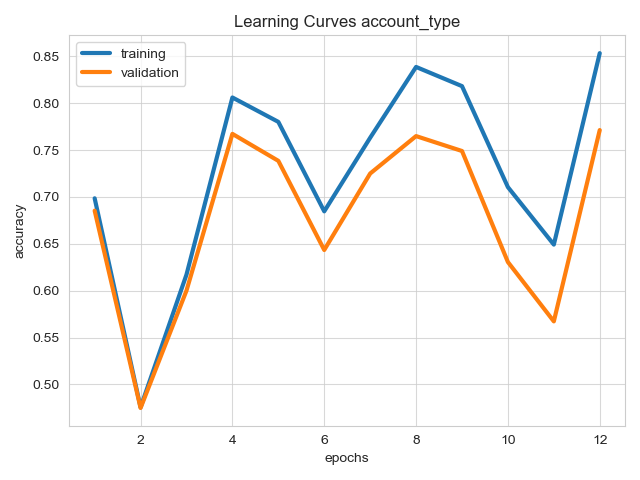 Learning Curves account_type
training
validation
0.85
0.80
0.75
0.70
0.65
0.60
0.55
0.50
accuracy
2 4 6 8 10 12
epochs